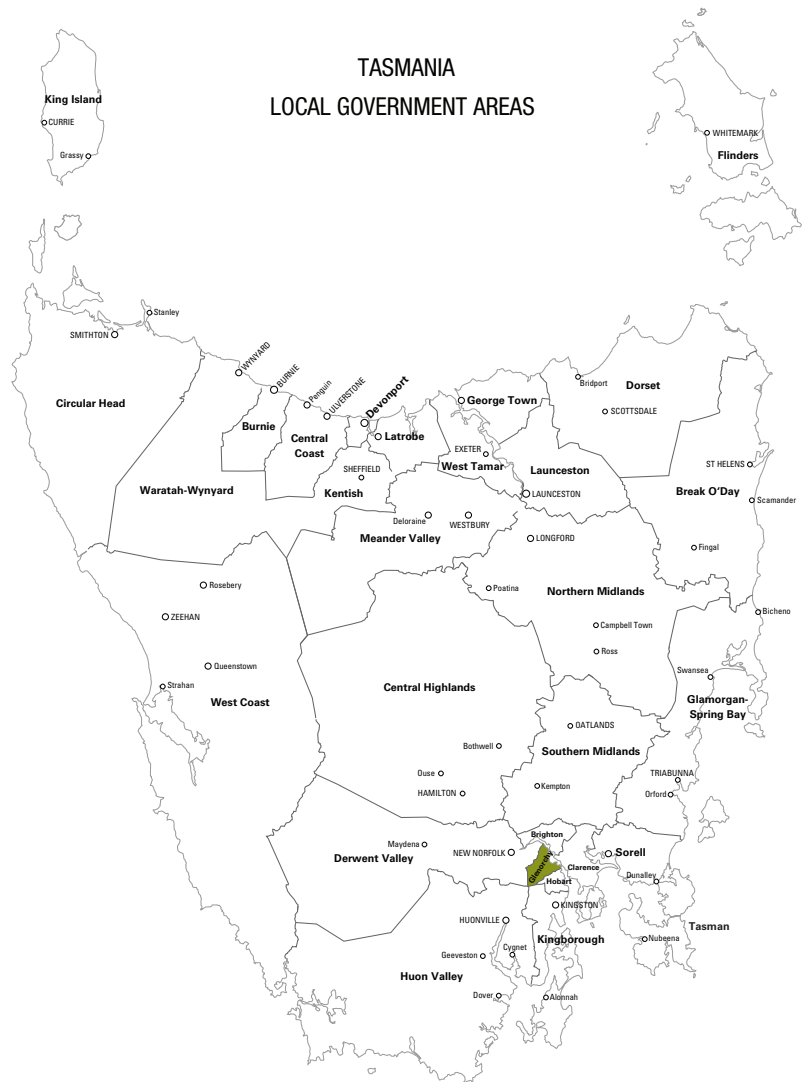 TASMANIA
LOCAL GOVERNMENT AREAS
King Island
CURRIE
Grassy
WHITEMARK
Flinders
Stanley
SMITHTON
WYNYARD
BURNIE
Penguin
ULVERSTONE
Devonport
Circular Head
Burnie
Central
Coast
Latrobe
George Town
Bridport
Dorset
SCOTTSDALE
SHEFFIELD
Kentish
EXETER
West Tamar
Launceston
LAUNCESTON
ST HELENS
Break O'Day
Scamander
Fingal
Waratah-Wynyard
Deloraine
WESTBURY
Meander Valley
LONGFORD
Rosebery
ZEEHAN
Queenstown
Strahan
West Coast
Poatina
Northern Midlands
Campbell Town
Ross
Bicheno
Swansea
Glamorgan-
Spring Bay
Central Highlands
Bothwell
Ouse
HAMILTON
OATLANDS
Southern Midlands
Kempton
TRIABUNNA
Orford
Maydena
Derwent Valley
NEW NORFOLK
Brighton
Glenorchy
Hobart
Clarence
Sorell
Dunalley
KINGSTON
Kingborough
Tasman
Nubeena
HUONVILLE
Geeveston
Cygnet
Huon Valley
Dover
Alonnah